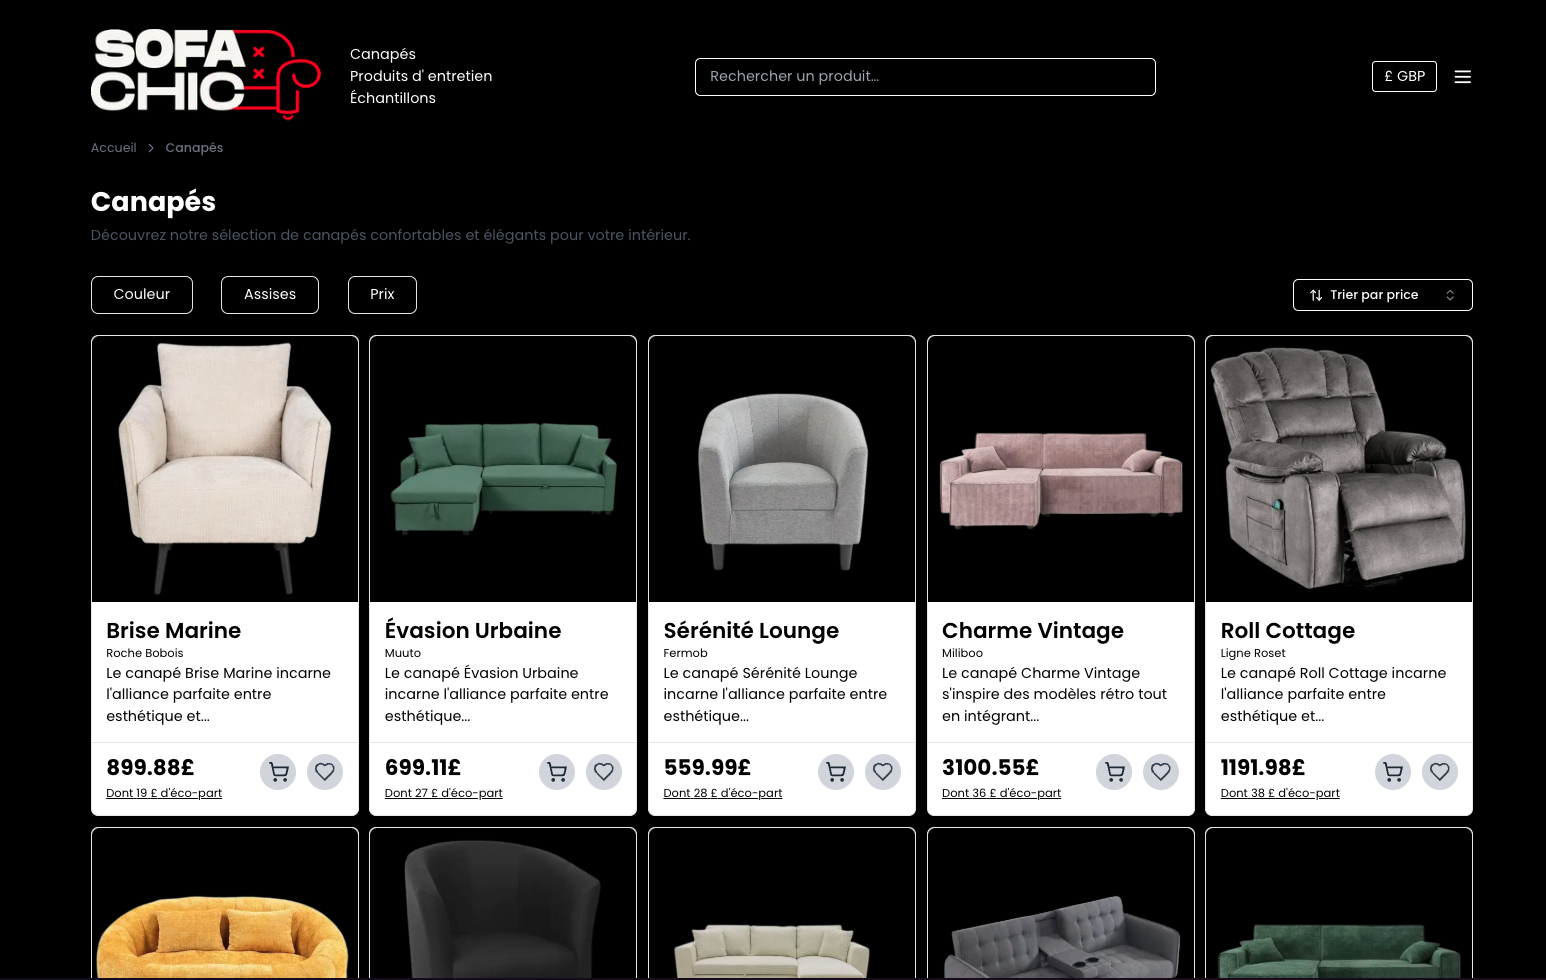 SOFA
CHIC
Canapés
Produits d' entretien
Échantillons
Rechercher un produit...
£ GBP
Accueil > Canapés
Canapés
Découvrez notre sélection de canapés confortables et élégants pour votre intérieur.
Couleur
Assises
Prix
Trier par price
Brise Marine
Roche Bobois
Le canapé Brise Marine incarne
l'alliance parfaite entre
esthétique et...
899.88£
Dont 19 £ d'éco-part
Évasion Urbaine
Muuto
Le canapé Évasion Urbaine
incarne l'alliance parfaite entre
esthétique...
699.11£
Dont 27 £ d'éco-part
Sérénité Lounge
Fermob
Le canapé Sérénité Lounge
incarne l'alliance parfaite entre
esthétique...
559.99£
Dont 28 £ d'éco-part
Charme Vintage
Miliboo
Le canapé Charme Vintage
s'inspire des modèles rétro tout
en intégrant...
3100.55£
Dont 36 £ d'éco-part
Roll Cottage
Ligne Roset
Le canapé Roll Cottage incarne
l'alliance parfaite entre
esthétique et...
1191.98£
Dont 38 £ d'éco-part